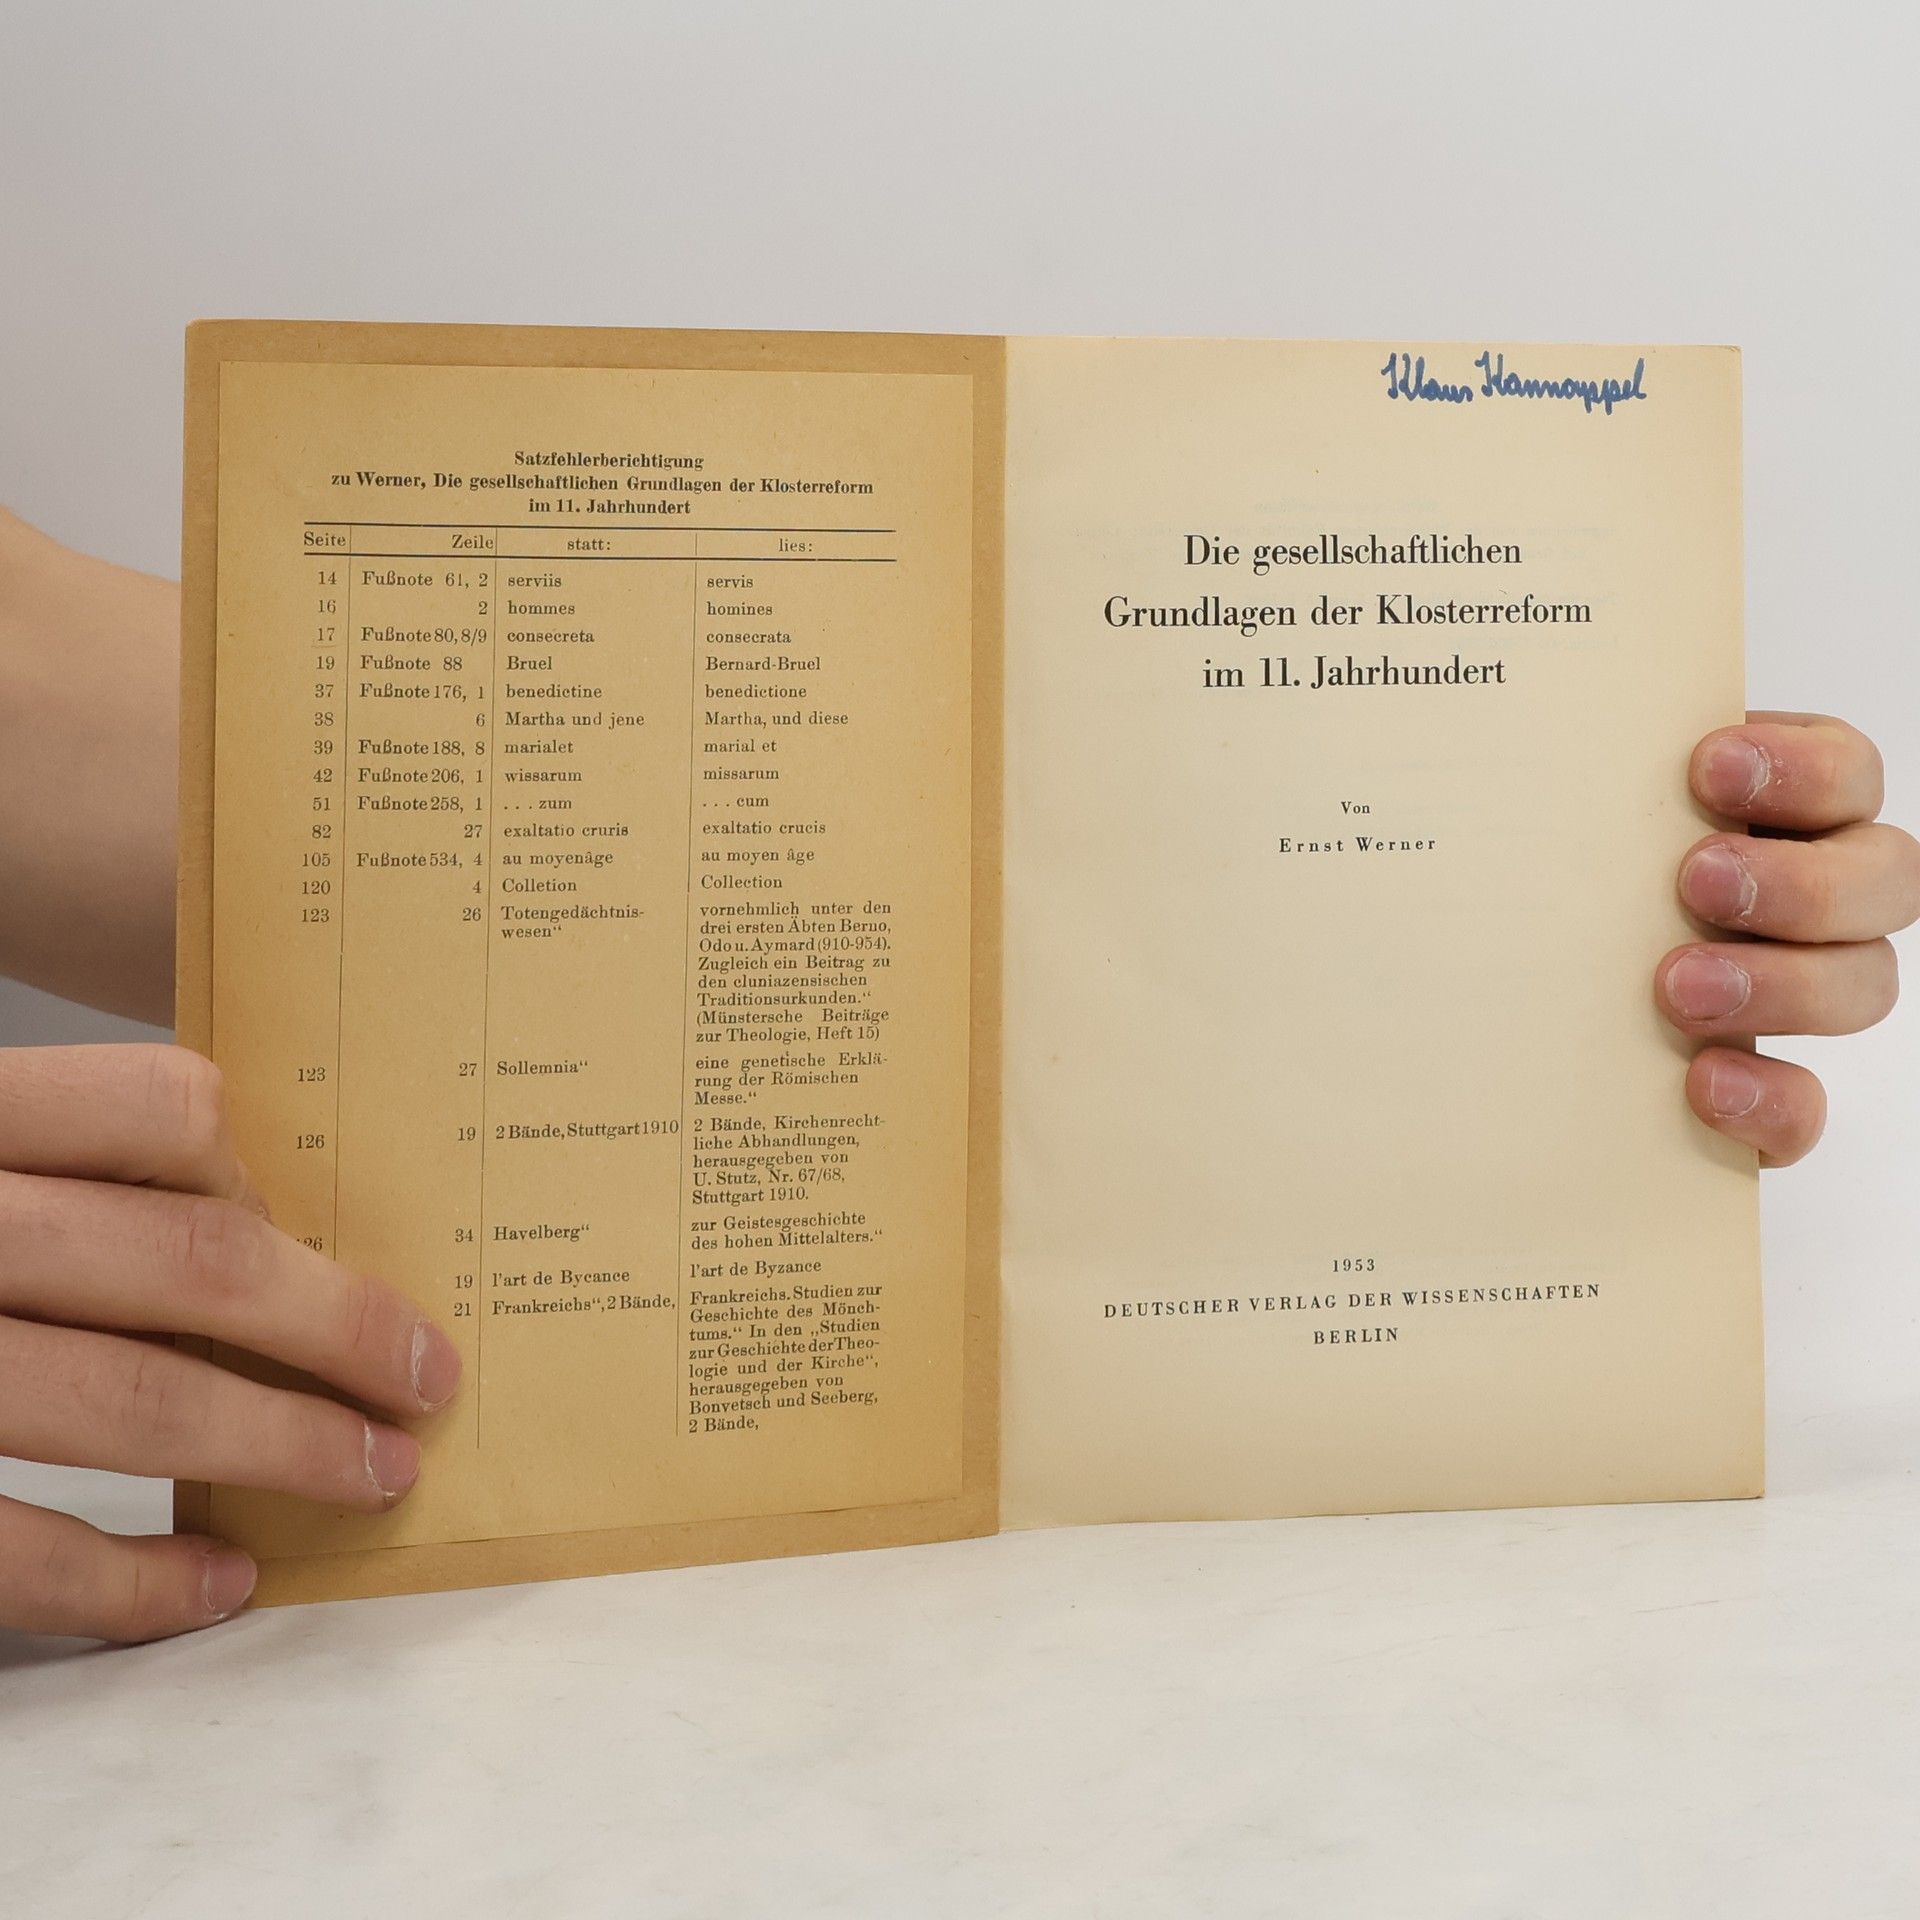 Satzfehlerberichtigung
zu Werner, Die gesellschaftlichen Grundlagen der Klosterreform
im 11. Jahrhundert
Seite Zeile statt: lies:
14 Fußnote 61, 2 serviis servis
16 2 hommes homines
17 Fußnote 80, 8/9 consecreta consecrata
19 Fußnote 88 Bruel Bernard-Bruel
37 Fußnote 176, 1 benedictine benedictione
38 6 Martha und jene Martha, und diese
39 Fußnote 188, 8 marialet marial et
42 Fußnote 206, 1 wissarum missarum
51 Fußnote 258, 1 . . . zum . . . cum
82 27 exaltatio cruris exaltatio crucis
105 Fußnote 534, 4 au moyenâge au moyen âge
120 4 Colletion Collection
123 26 Totengedächtnis- vornehmlich unter den
wesen“ drei ersten Äbten Berno,
Odo u. Aymard (910-954).
Zugleich ein Beitrag zu
den cluniazensischen
Traditionsurkunden.“
(Münstersche Beiträge
zur Theologie, Heft 15)
123 27 Sollemnia“ eine genetische Erklä-
rung der Römischen
Messe.“
126 19 2 Bände, Stuttgart 1910 2 Bände, Kirchenrecht-
liche Abhandlungen,
herausgegeben von
U. Stutz, Nr. 67/68,
Stuttgart 1910.
126 34 Havelberg“ zur Geistesgeschichte
des hohen Mittelalters.“
19 l'art de Bycance l'art de Byzance
21 Frankreichs“, 2 Bände, Frankreichs. Studien zur
Geschichte des Mönch-
tums.“ In den „Studien
zur Geschichte der Theo-
logie und der Kirche“,
herausgegeben von
Bonvetsch und Seeberg,
2 Bände,
Klaus Kannappel
Die gesellschaftlichen
Grundlagen der Klosterreform
im 11. Jahrhundert
Von
Ernst Werner
1953
DEUTSCHER VERLAG DER WISSENSCHAFTEN
BERLIN